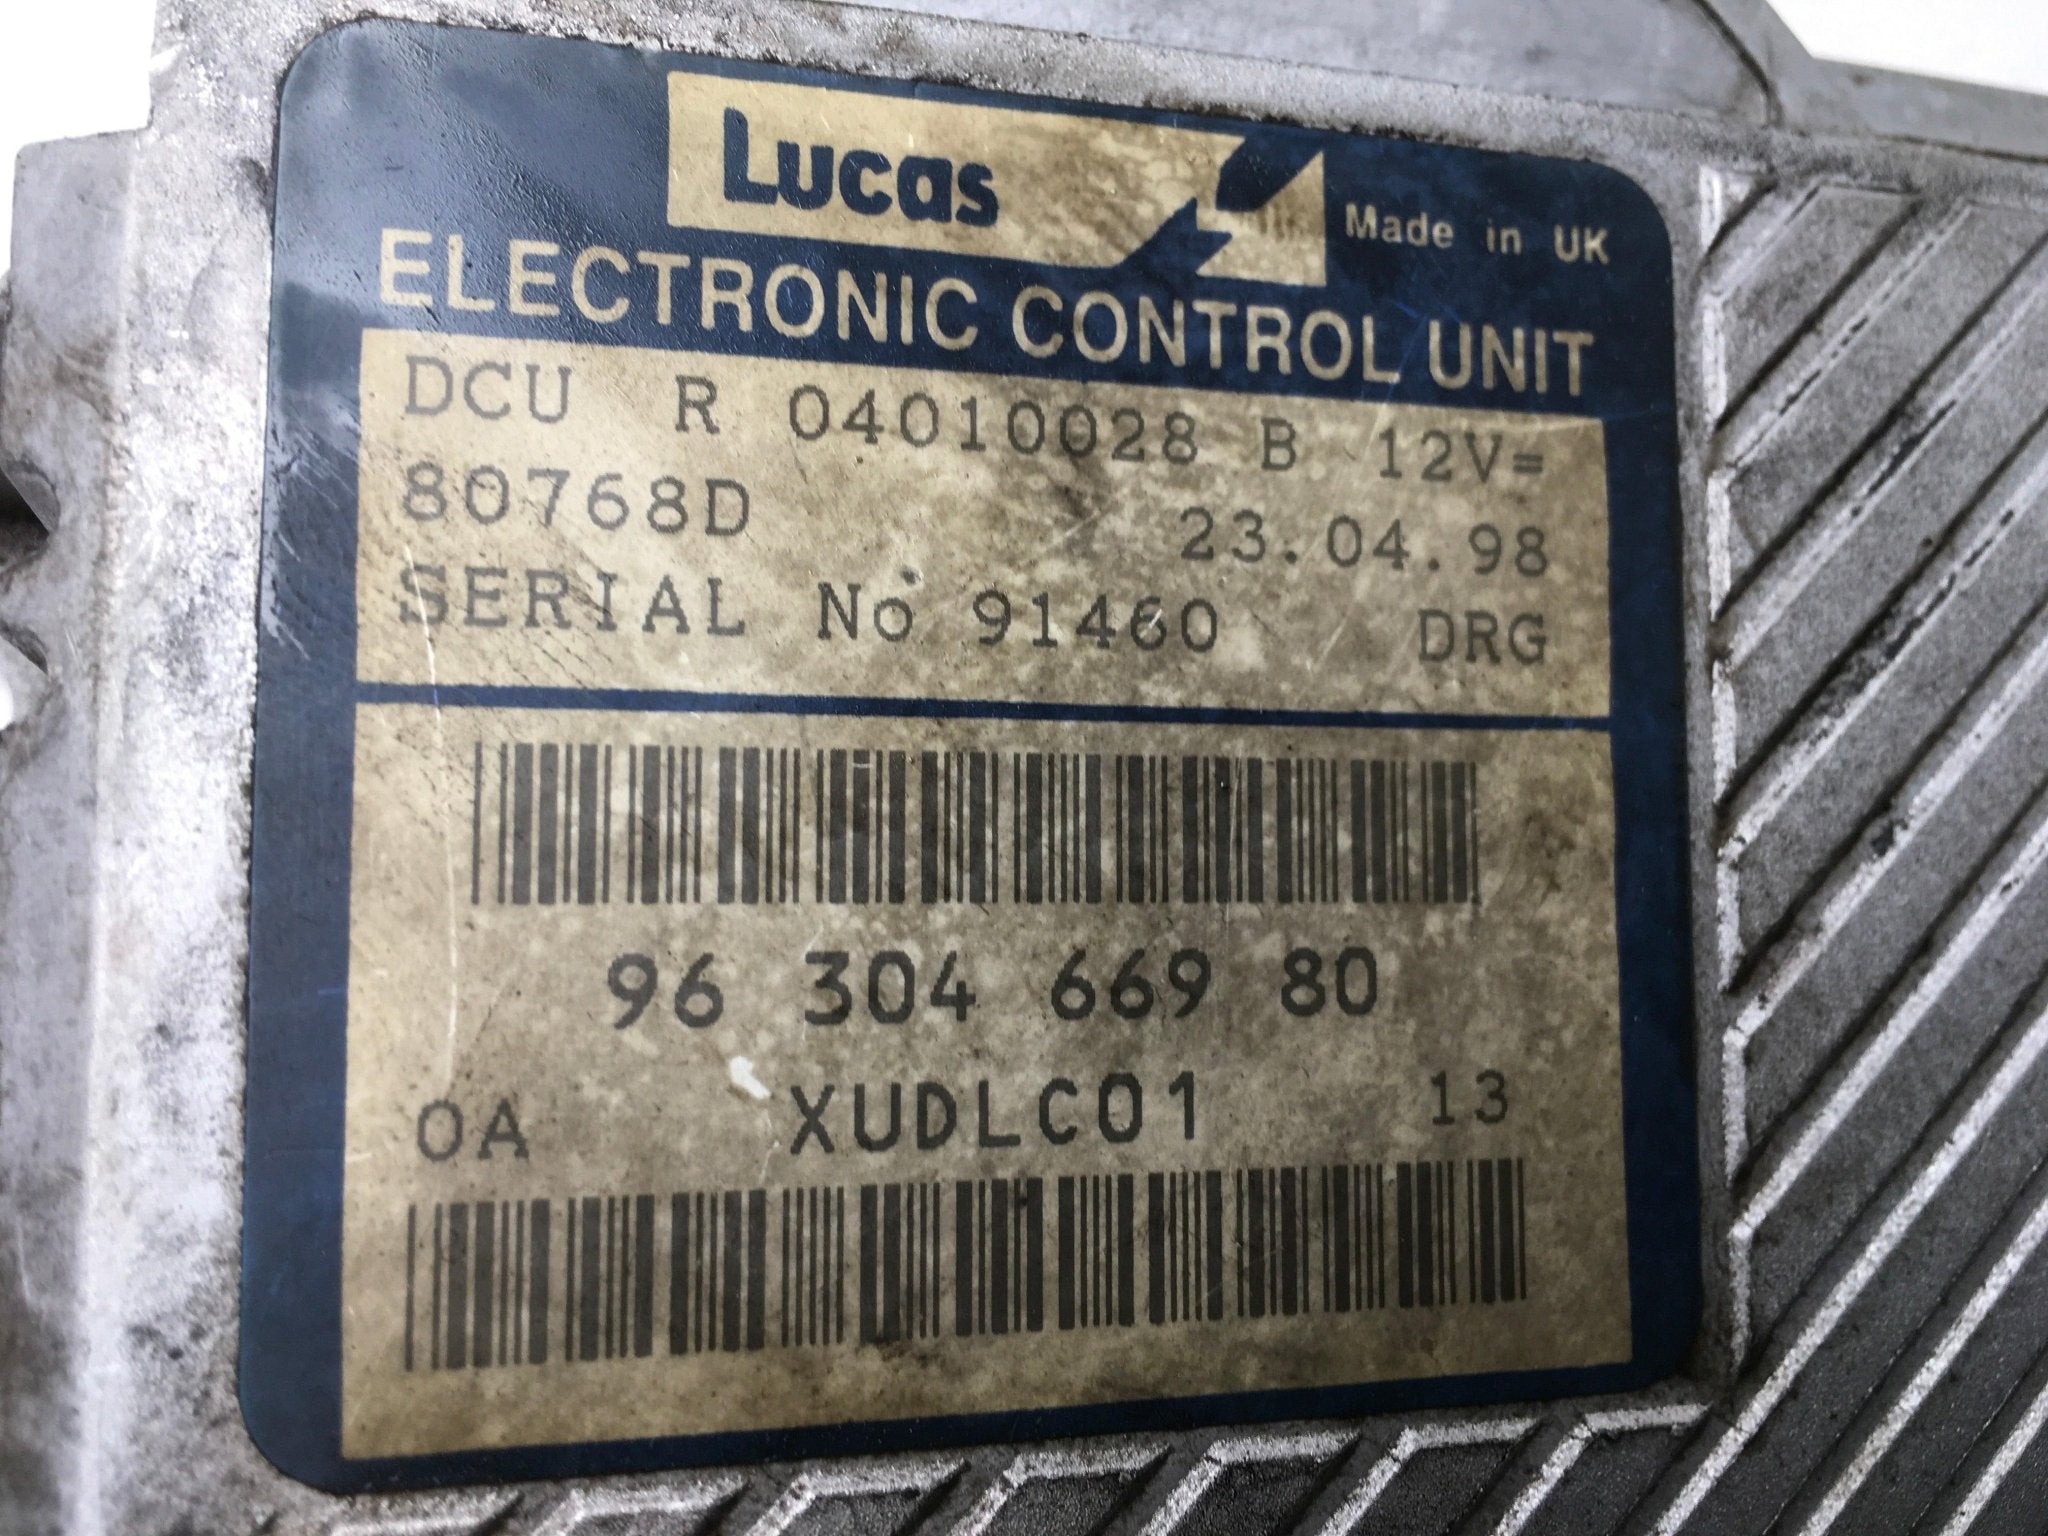 Lucas
Made in UK
ELECTRONIC CONTROL UNIT
DCU R 04010028 B 12V=
80768D 23.04.98
SERIAL No 91460 DRG
96 304 669 80
0A XUDLC01 13